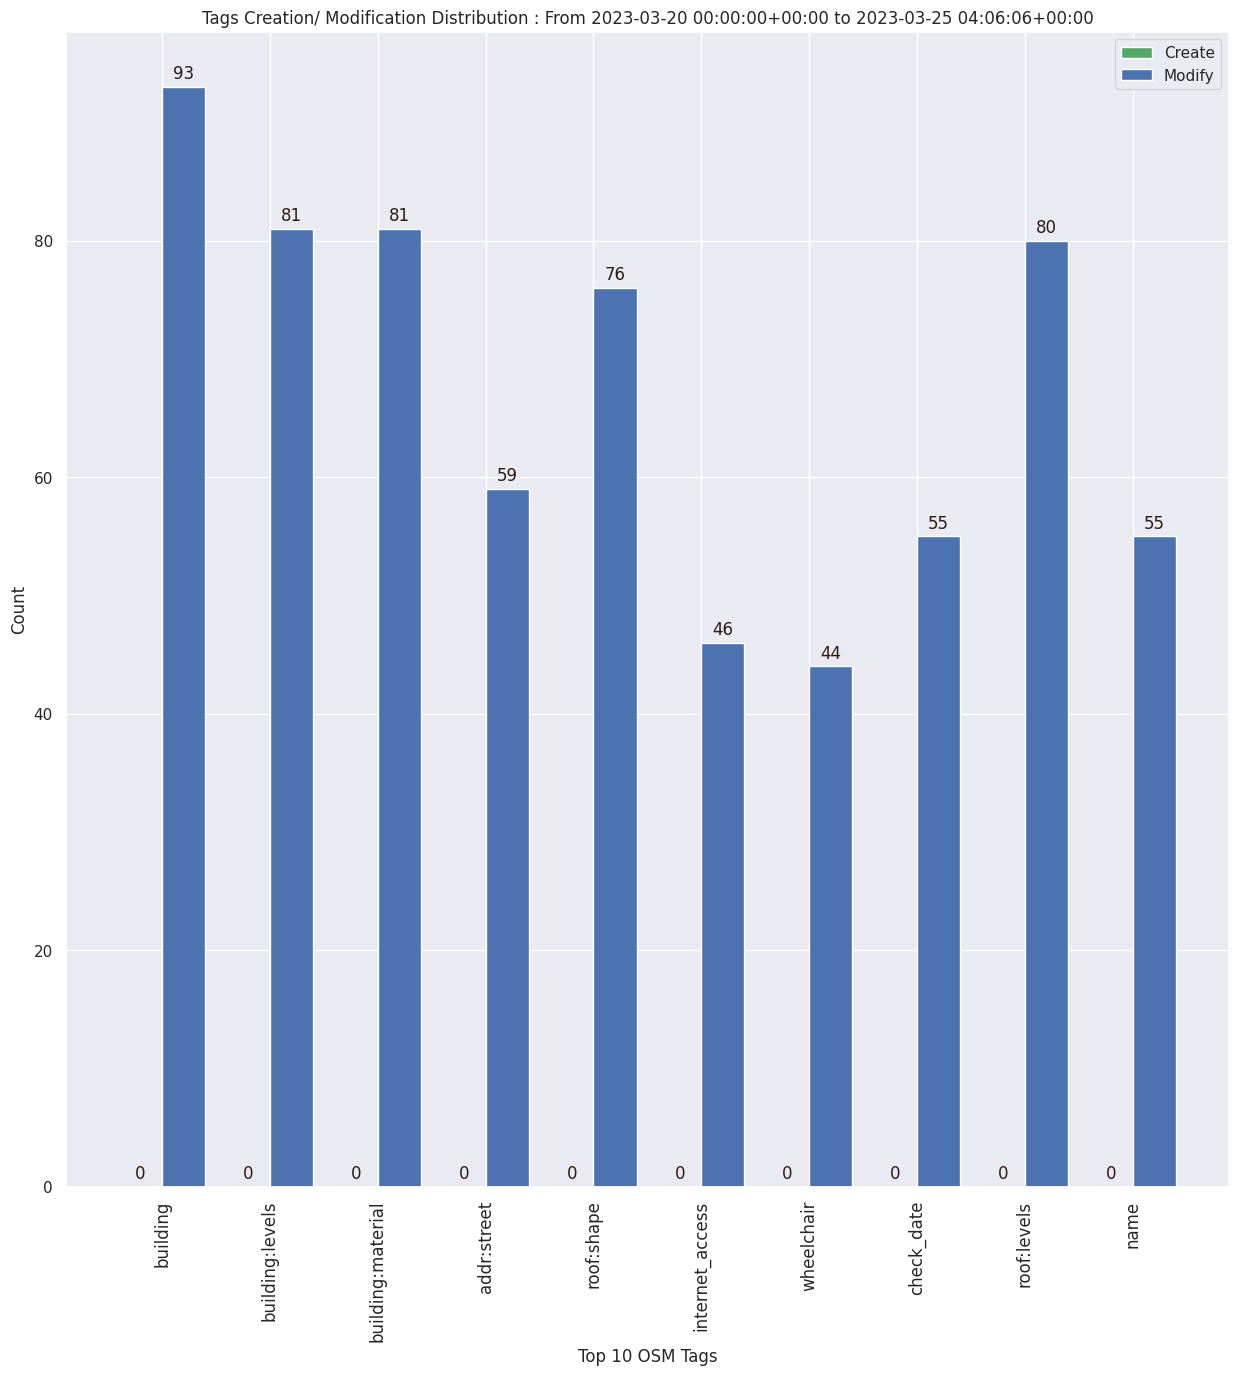 Tags Creation/ Modification Distribution : From 2023-03-20 00:00:00+00:00 to 2023-03-25 04:06:06+00:00
Create
Modify
93
81
81
59
76
46
44
55
80
55
80
60
40
20
0
Count
0
0
0
0
0
0
0
0
0
0
building
building:levels
building:material
addr:street
roof:shape
internet_access
wheelchair
check_date
roof:levels
name
Top 10 OSM Tags